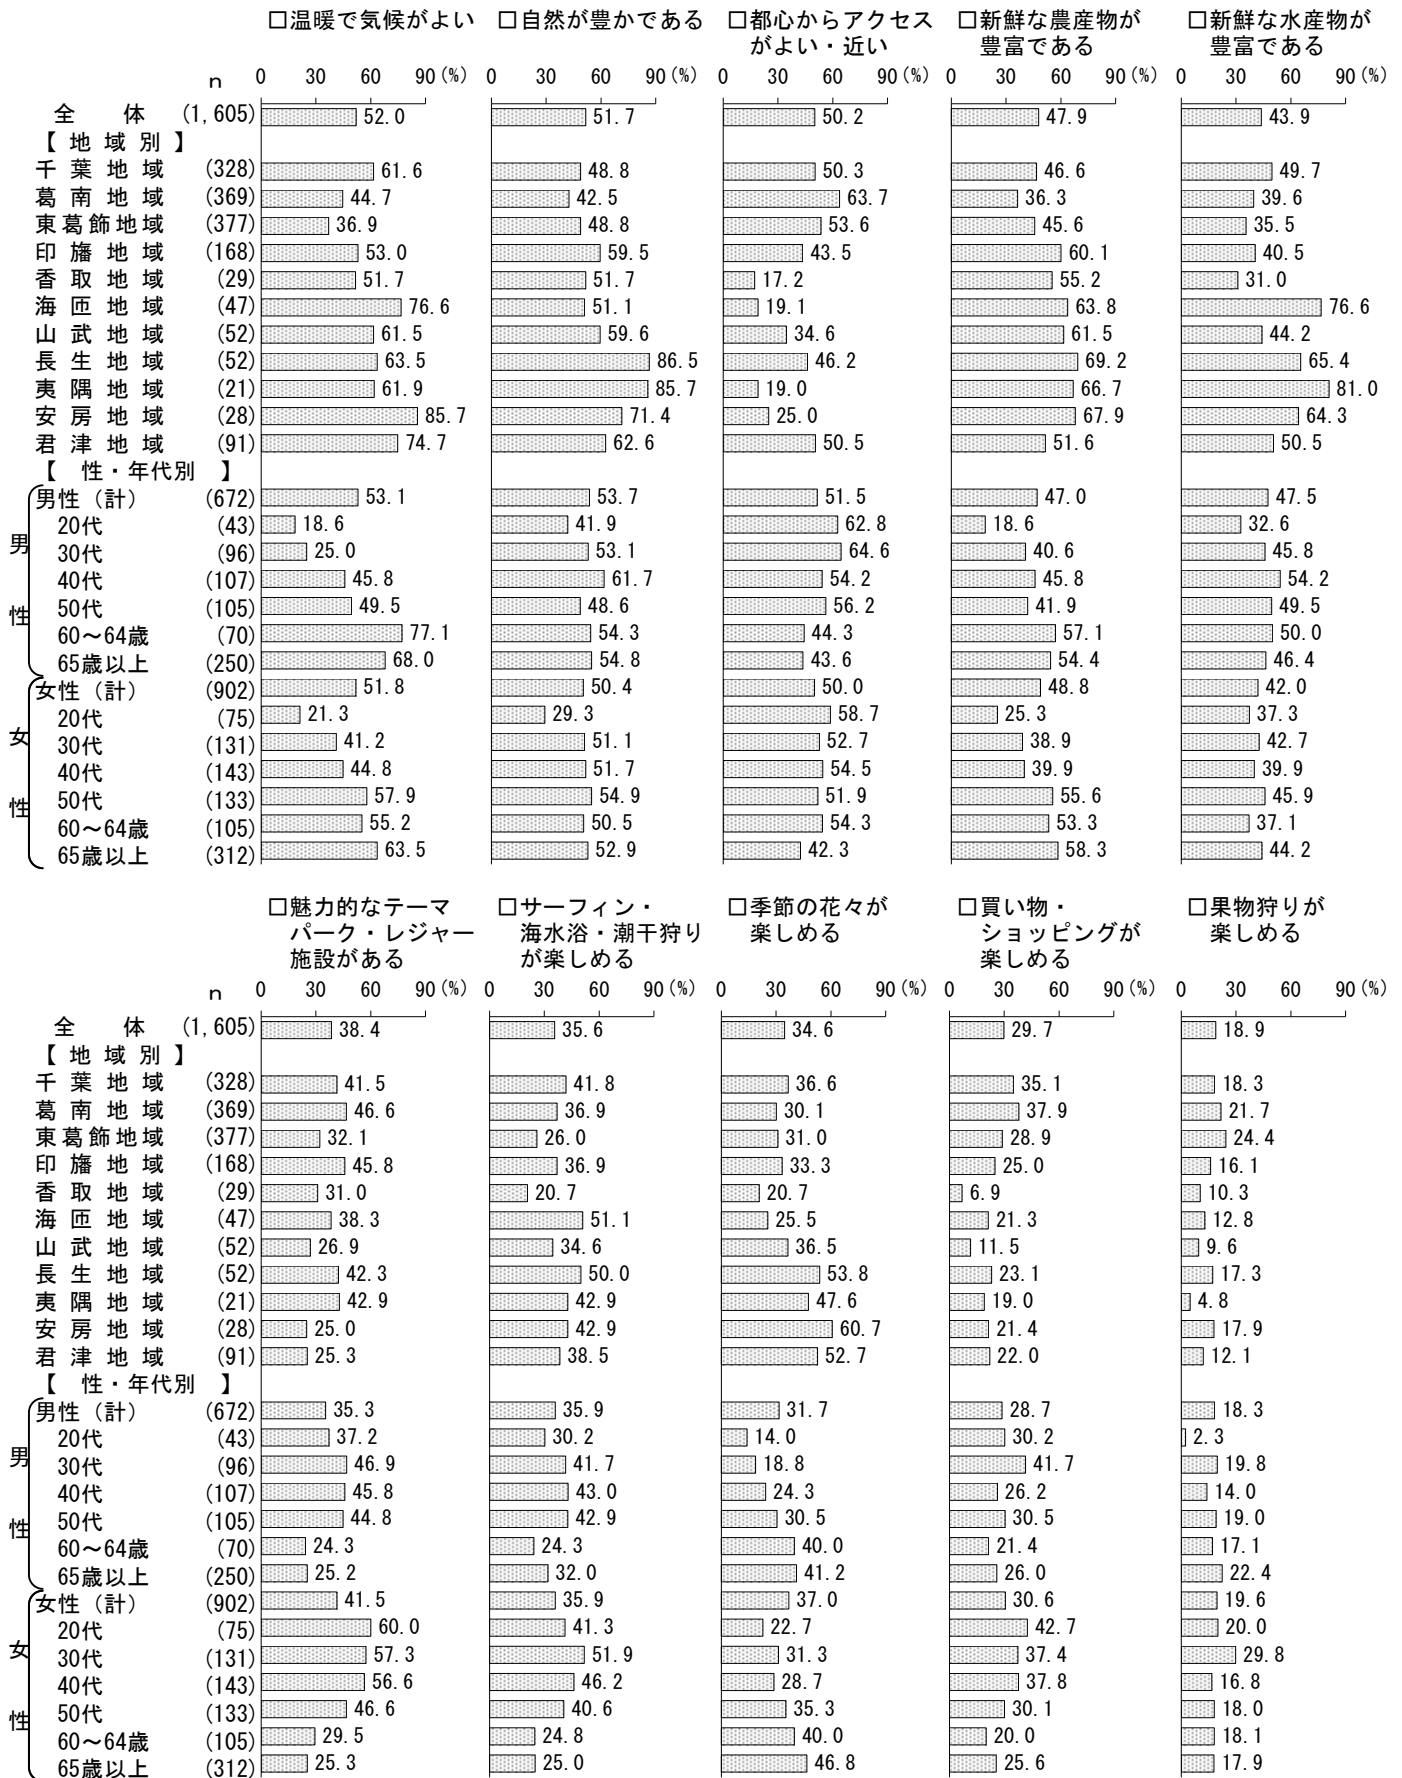 □温暖で気候がよい □自然が豊かである □都心からアクセス □新鮮な農産物が □新鮮な水産物が
がよい・近い 豊富である 豊富である
n 0 30 60 90(%) 0 30 60 90(%) 0 30 60 90(%) 0 30 60 90(%) 0 30 60 90(%)
全 体 (1,605) 52.0 51.7 50.2 47.9 43.9
【 地 域 別 】
千 葉 地 域 (328) 61.6 48.8 50.3 46.6 49.7
葛 南 地 域 (369) 44.7 42.5 63.7 36.3 39.6
東葛飾地域 (377) 36.9 48.8 53.6 45.6 35.5
印 旛 地 域 (168) 53.0 59.5 43.5 60.1 40.5
香 取 地 域 (29) 51.7 51.7 17.2 55.2 31.0
海 匝 地 域 (47) 76.6 51.1 19.1 63.8 76.6
山 武 地 域 (52) 61.5 59.6 34.6 61.5 44.2
長 生 地 域 (52) 63.5 86.5 46.2 69.2 65.4
夷 隅 地 域 (21) 61.9 85.7 19.0 66.7 81.0
安 房 地 域 (28) 85.7 71.4 25.0 67.9 64.3
君 津 地 域 (91) 74.7 62.6 50.5 51.6 50.5
【 性・年代別 】
男性（計） (672) 53.1 53.7 51.5 47.0 47.5
20代 (43) 18.6 41.9 62.8 18.6 32.6
男 30代 (96) 25.0 53.1 64.6 40.6 45.8
40代 (107) 45.8 61.7 54.2 45.8 54.2
性 50代 (105) 49.5 48.6 56.2 41.9 49.5
60～64歳 (70) 77.1 54.3 44.3 57.1 50.0
65歳以上 (250) 68.0 54.8 43.6 54.4 46.4
女性（計） (902) 51.8 50.4 50.0 48.8 42.0
20代 (75) 21.3 29.3 58.7 25.3 37.3
女 30代 (131) 41.2 51.1 52.7 38.9 42.7
40代 (143) 44.8 51.7 54.5 39.9 39.9
性 50代 (133) 57.9 54.9 51.9 55.6 45.9
60～64歳 (105) 55.2 50.5 54.3 53.3 37.1
65歳以上 (312) 63.5 52.9 42.3 58.3 44.2
□魅力的なテーマ □サーフィン・ □季節の花々が □買い物・ □果物狩りが
パーク・レジャー 海水浴・潮干狩り 楽しめる ショッピングが 楽しめる
施設がある が楽しめる 楽しめる
n 0 30 60 90(%) 0 30 60 90(%) 0 30 60 90(%) 0 30 60 90(%) 0 30 60 90(%)
全 体 (1,605) 38.4 35.6 34.6 29.7 18.9
【 地 域 別 】
千 葉 地 域 (328) 41.5 41.8 36.6 35.1 18.3
葛 南 地 域 (369) 46.6 36.9 30.1 37.9 21.7
東葛飾地域 (377) 32.1 26.0 31.0 28.9 24.4
印 旛 地 域 (168) 45.8 36.9 33.3 25.0 16.1
香 取 地 域 (29) 31.0 20.7 20.7 6.9 10.3
海 匝 地 域 (47) 38.3 51.1 25.5 21.3 12.8
山 武 地 域 (52) 26.9 34.6 36.5 11.5 9.6
長 生 地 域 (52) 42.3 50.0 53.8 23.1 17.3
夷 隅 地 域 (21) 42.9 42.9 47.6 19.0 4.8
安 房 地 域 (28) 25.0 42.9 60.7 21.4 17.9
君 津 地 域 (91) 25.3 38.5 52.7 22.0 12.1
【 性・年代別 】
男性（計） (672) 35.3 35.9 31.7 28.7 18.3
20代 (43) 37.2 30.2 14.0 30.2 2.3
男 30代 (96) 46.9 41.7 18.8 41.7 19.8
40代 (107) 45.8 43.0 24.3 26.2 14.0
性 50代 (105) 44.8 42.9 30.5 30.5 19.0
60～64歳 (70) 24.3 24.3 40.0 21.4 17.1
65歳以上 (250) 25.2 32.0 41.2 26.0 22.4
女性（計） (902) 41.5 35.9 37.0 30.6 19.6
20代 (75) 60.0 41.3 22.7 42.7 20.0
女 30代 (131) 57.3 51.9 31.3 37.4 29.8
40代 (143) 56.6 46.2 28.7 37.8 16.8
性 50代 (133) 46.6 40.6 35.3 30.1 18.0
60～64歳 (105) 29.5 24.8 40.0 20.0 18.1
65歳以上 (312) 25.3 25.0 46.8 25.6 17.9